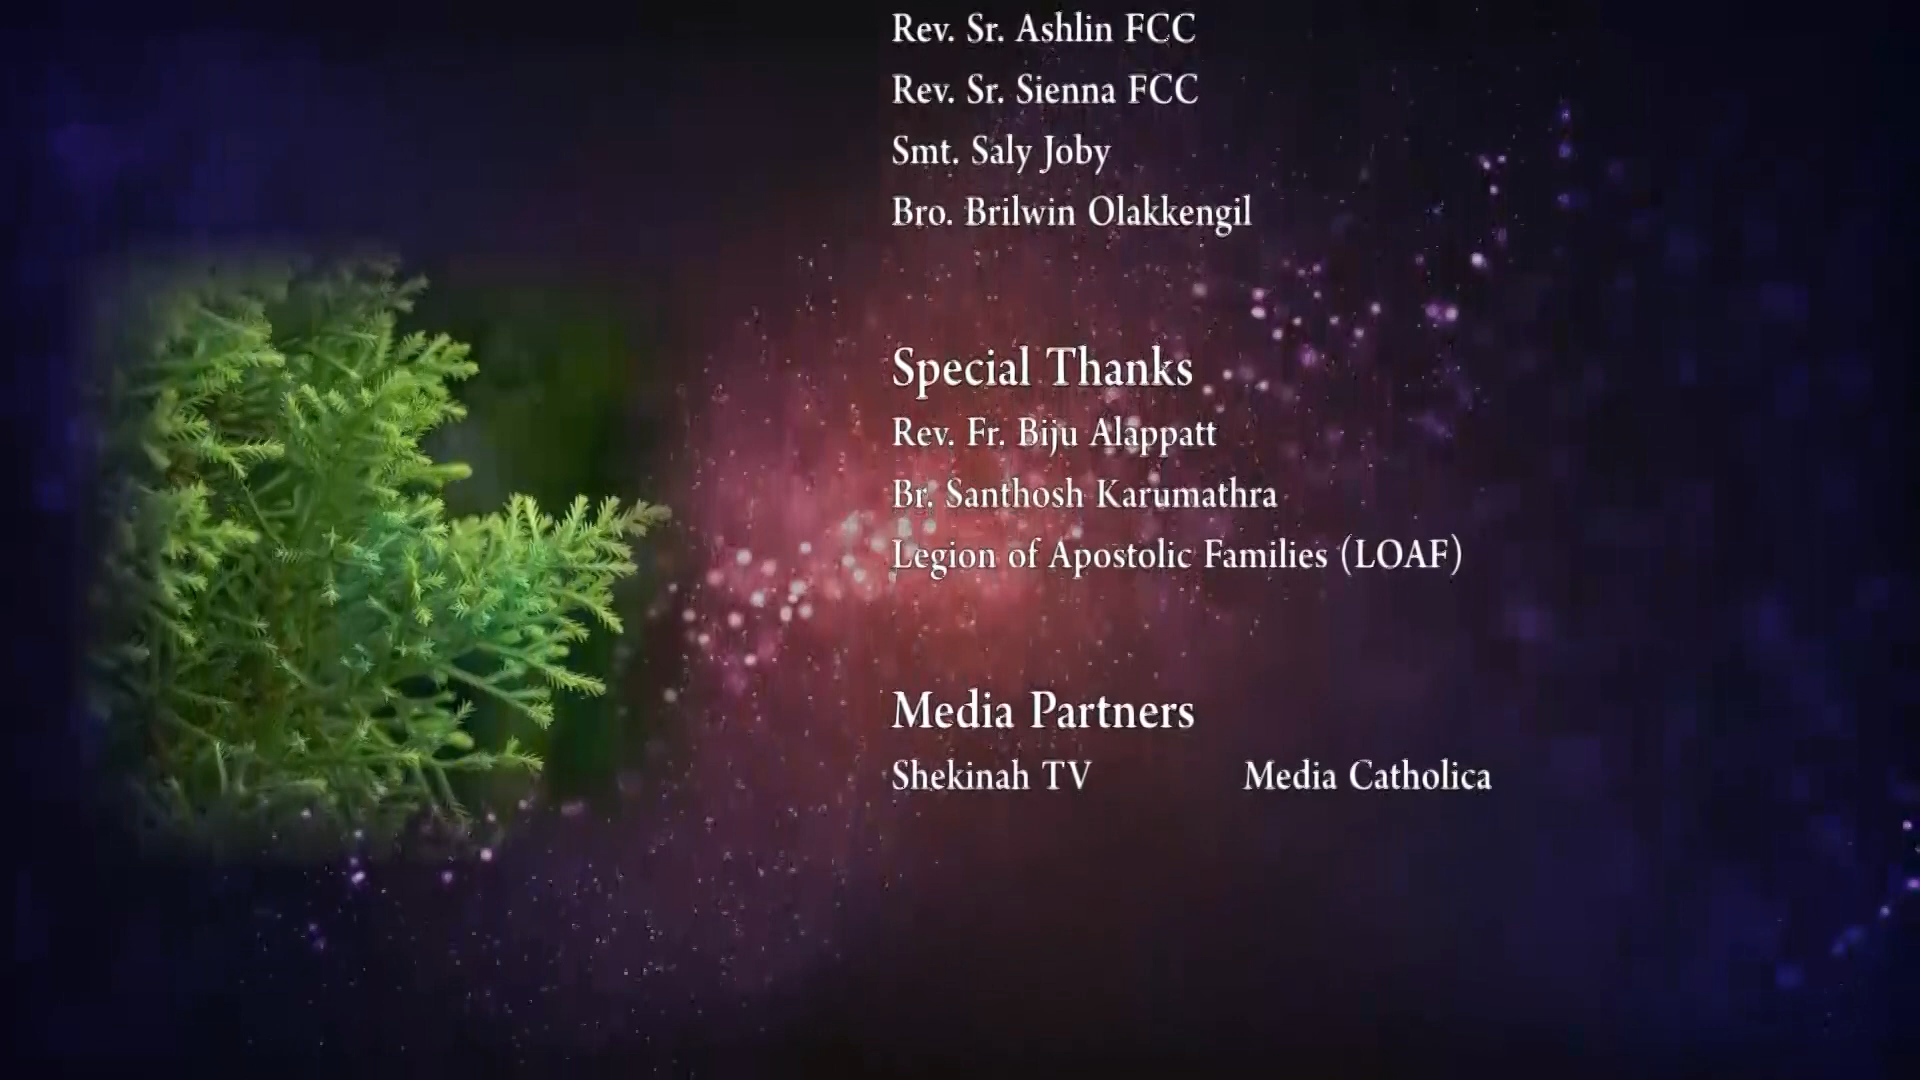 Rev. Sr. Ashlin FCC
Rev. Sr. Sienna FCC
Smt. Saly Joby
Bro. Brilwin Olakkengil
Special Thanks
Rev. Fr. Biju Alappatt
Br. Santhosh Karumathra
Legion of Apostolic Families (LOAF)
Media Partners
Shekinah TV Media Catholica